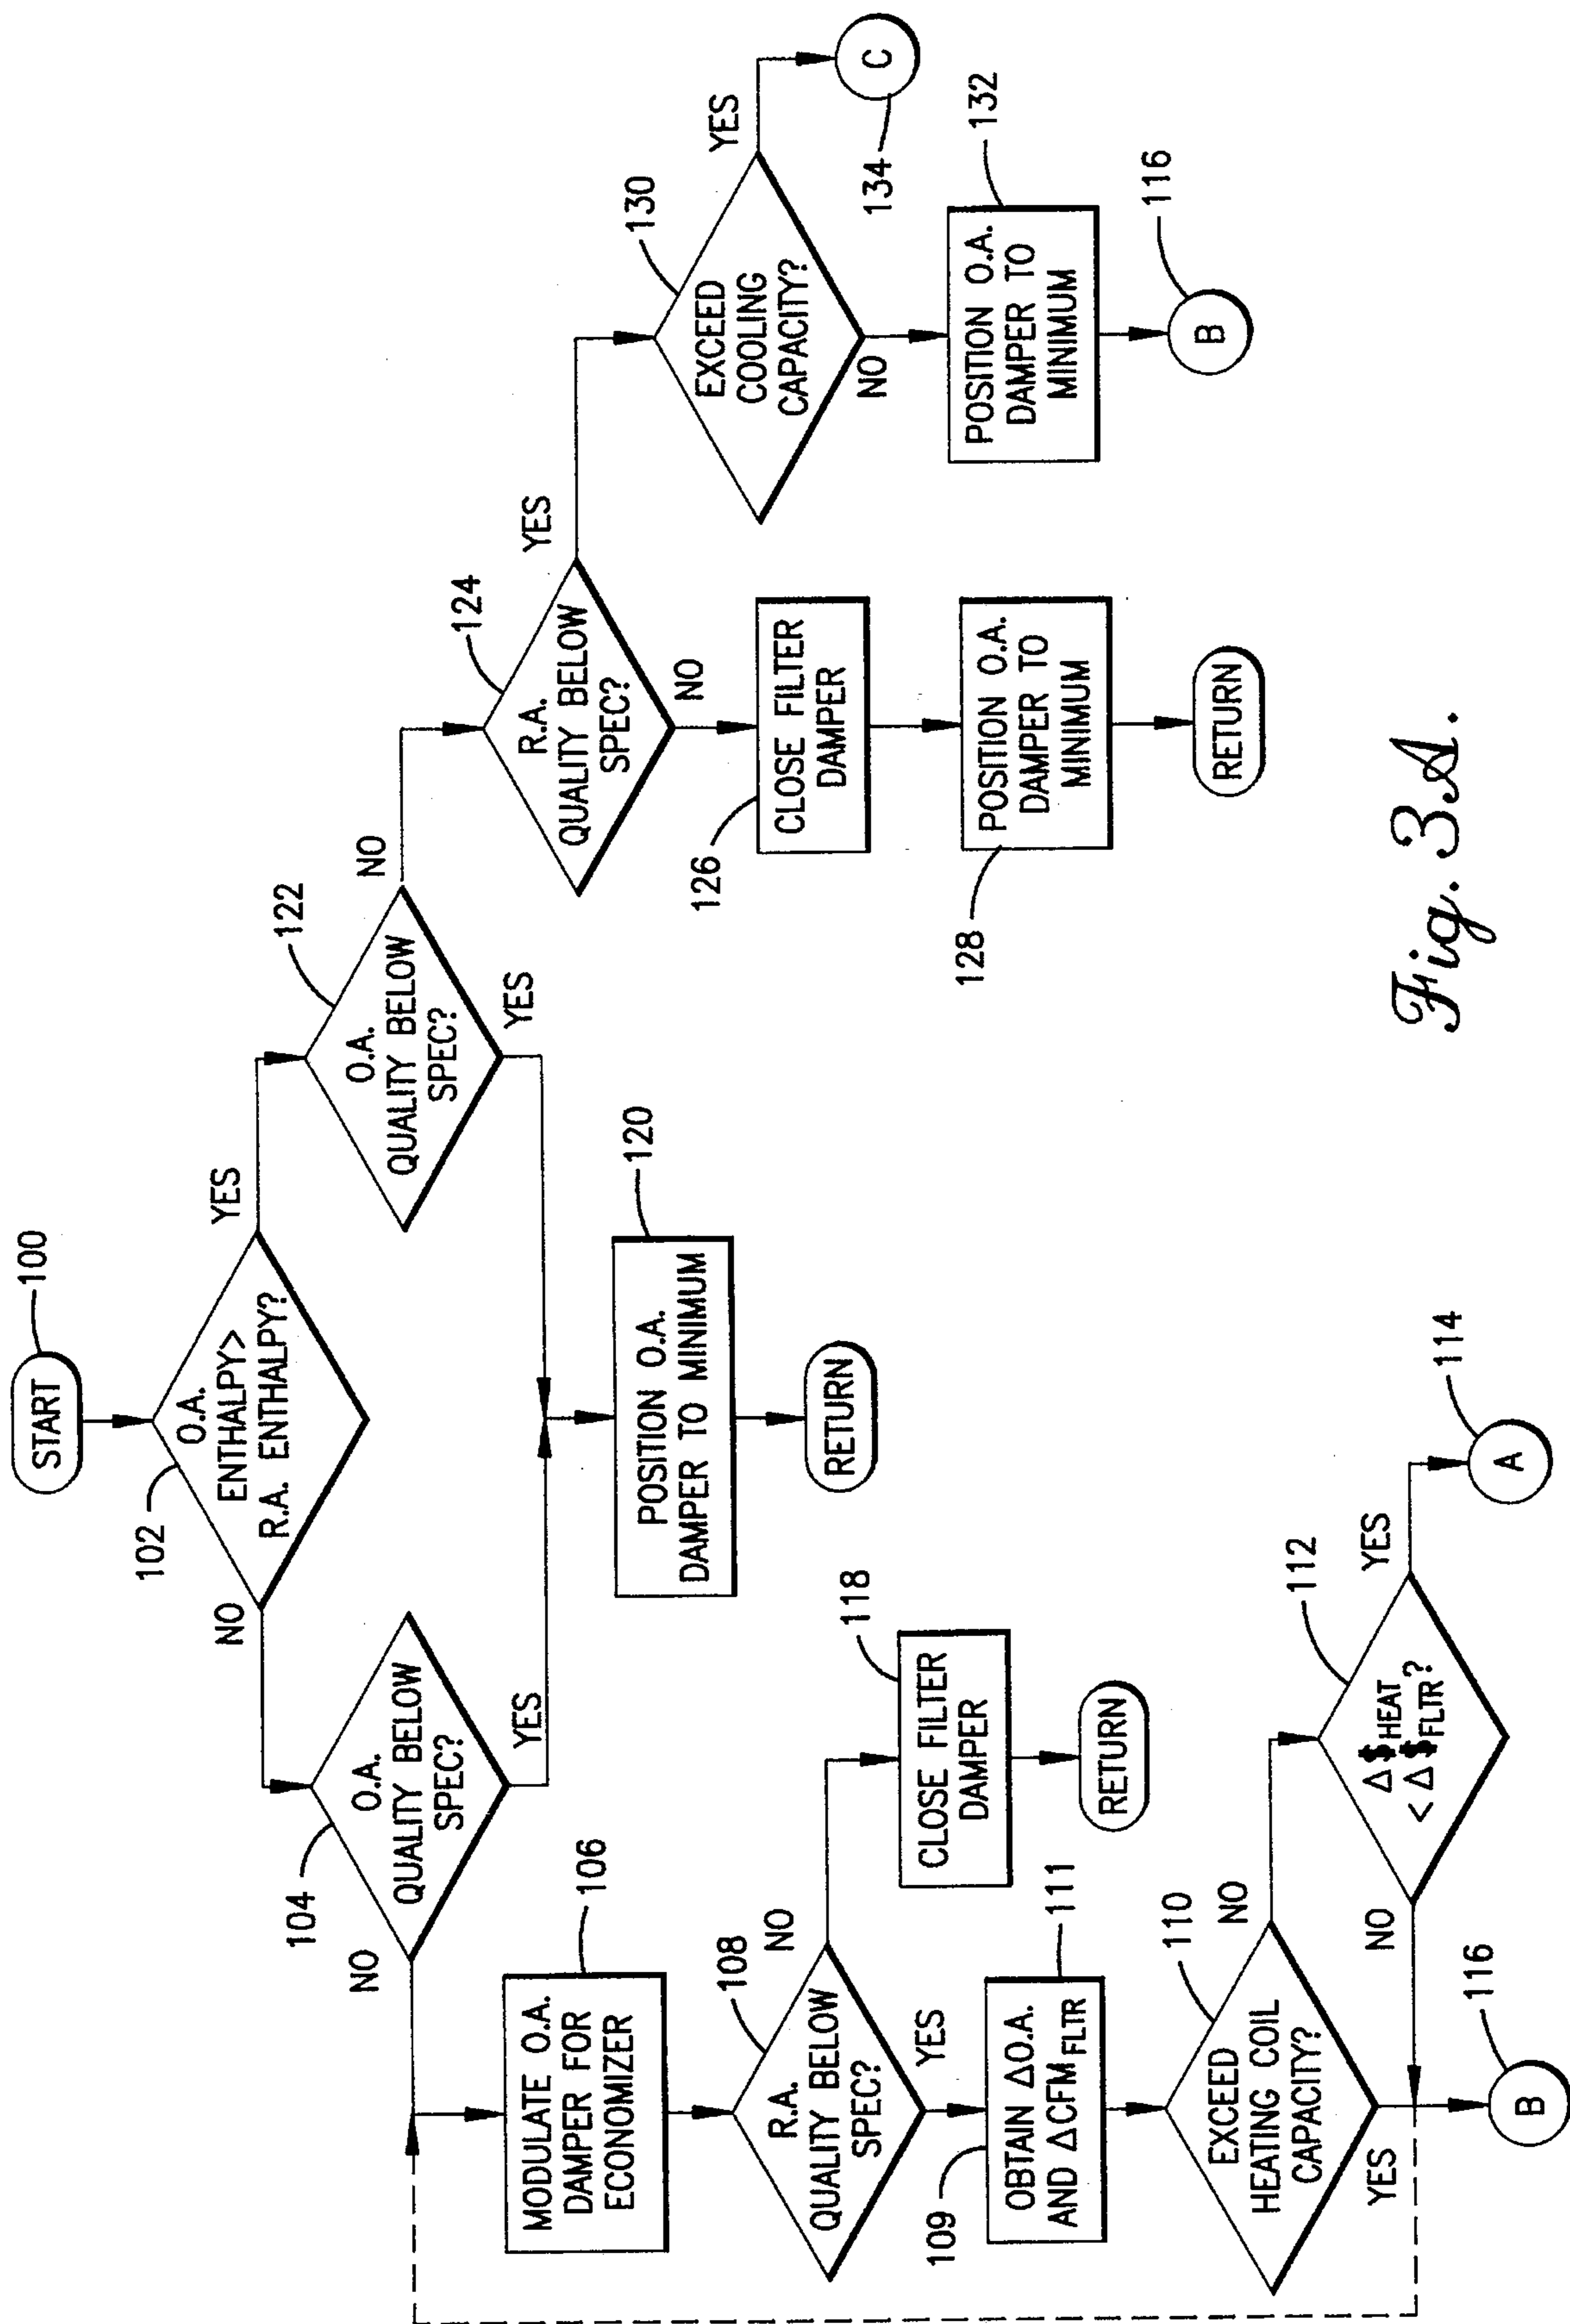 START
100
O.A.
ENTHALPY>
R.A. ENTHALPY?
102
NO
YES
O.A.
QUALITY BELOW
SPEC?
104
NO
YES
O.A.
QUALITY BELOW
SPEC?
122
NO
YES
POSITION O.A.
DAMPER TO MINIMUM
120
RETURN
MODULATE O.A.
DAMPER FOR
ECONOMIZER
106
R.A.
QUALITY BELOW
SPEC?
108
NO
YES
CLOSE FILTER
DAMPER
118
RETURN
OBTAIN ΔO.A.
AND ΔCFM FLTR
109
111
EXCEED
HEATING COIL
CAPACITY?
110
NO
YES
Δ$HEAT
<Δ$FLTR?
112
NO
YES
A
114
B
116
R.A.
QUALITY BELOW
SPEC?
124
YES
NO
CLOSE FILTER
DAMPER
126
POSITION O.A.
DAMPER TO
MINIMUM
128
RETURN
EXCEED
COOLING
CAPACITY?
130
YES
NO
C
134
POSITION O.A.
DAMPER TO
MINIMUM
132
B
116
Fig. 3A.